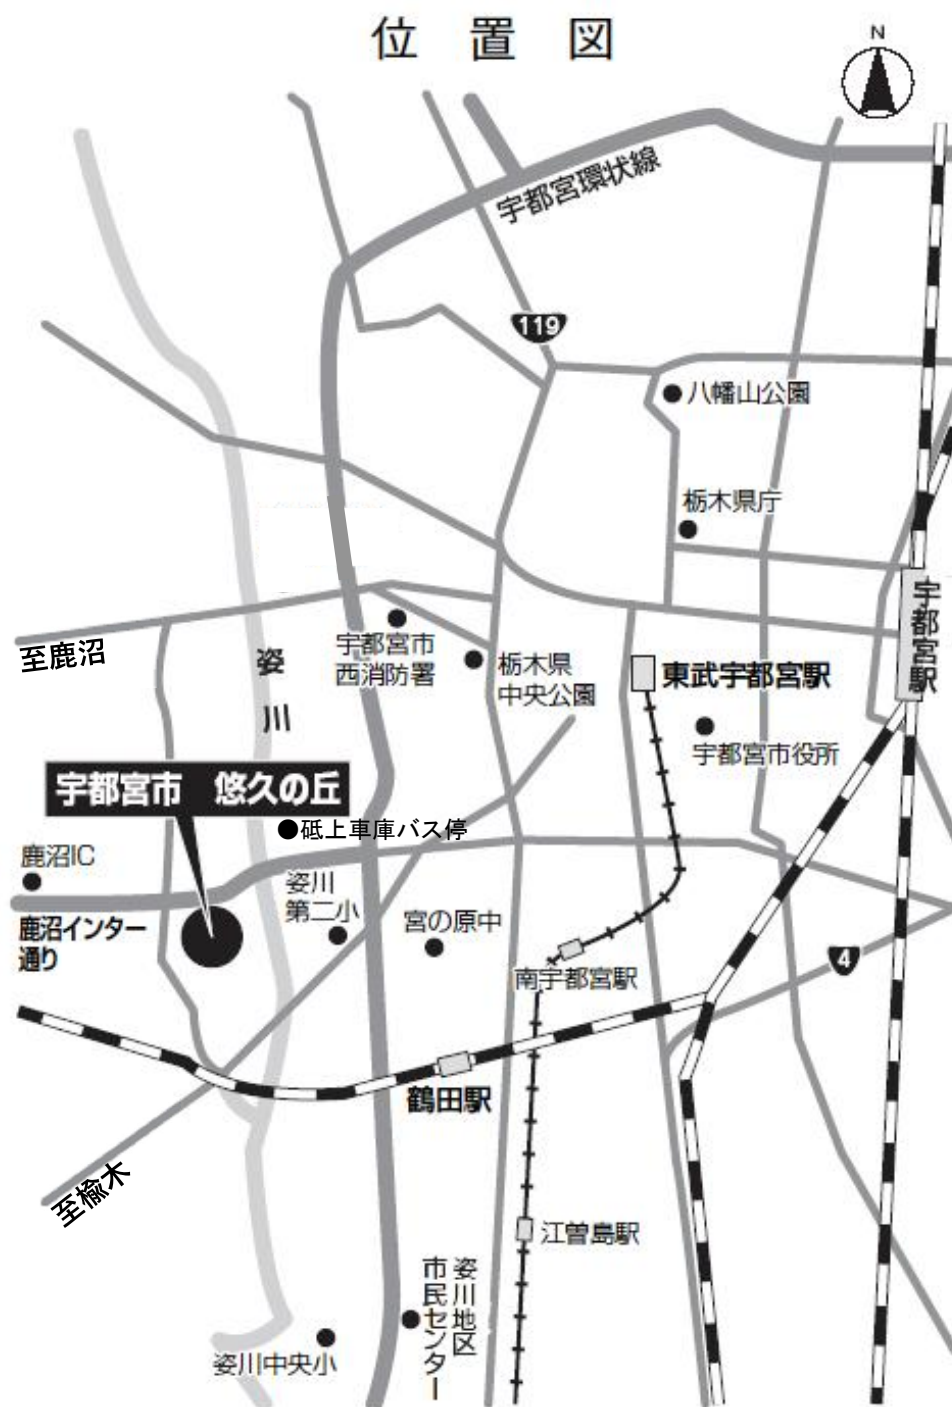 位置図
N
宇都宮環状線
119
八幡山公園
栃木県庁
宇都宮駅
宇都宮市
西消防署
至鹿沼
姿川
栃木県
中央公園
東武宇都宮駅
宇都宮市役所
宇都宮市 悠久の丘
砥上車庫バス停
鹿沼IC
姿川
第二小
宮の原中
鹿沼インター
通り
4
南宇都宮駅
鶴田駅
至楡木
江曽島駅
姿川地区
市民センター
姿川中央小